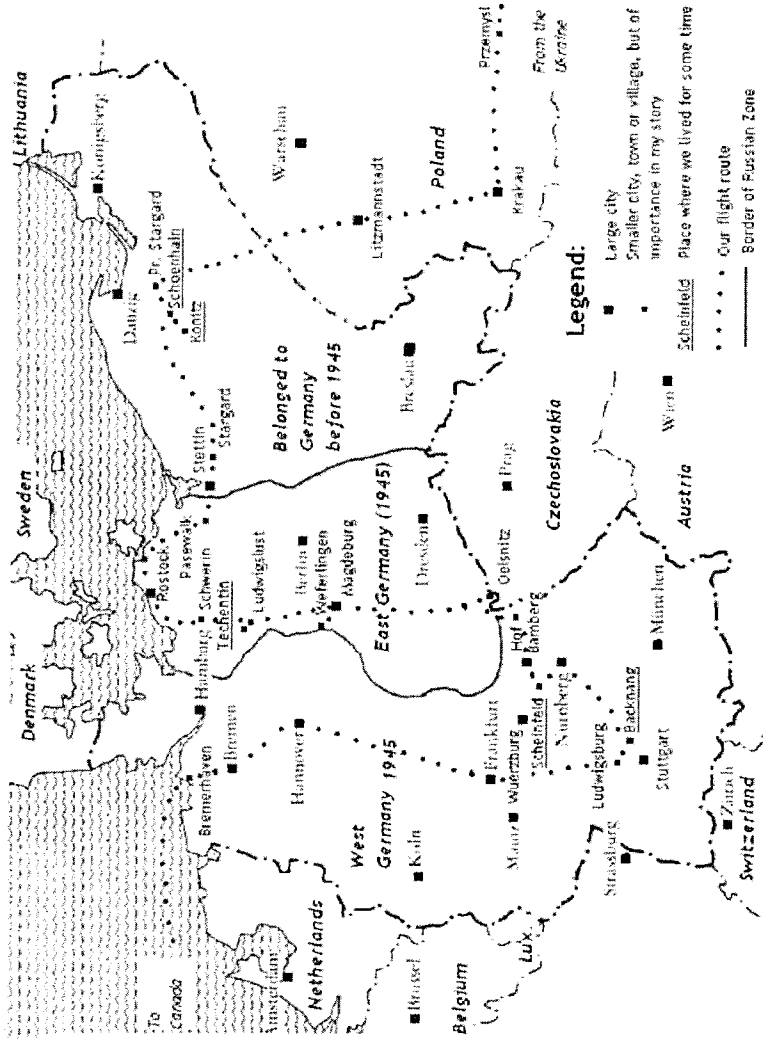 Lithuania
Sweden
Denmark
Königsberg
Danzig
Pr. Stargard
Schoenhain
Konitz
Stettin
Stargard
Rostock
Pasewalk
Schwerin
Techentin
Ludwigslust
Hamburg
Bremerhaven
Bremen
To
Canada
Belonged to
Germany
before 1945
Warschau
Litzmannstadt
Poland
Przemysl
From the
Ukraine
Krakau
Berlin
Weferlingen
Magdeburg
Hannover
Amsterdam
Netherlands
West
Germany 1945
East Germany (1945)
Breslau
Dresden
Köln
Brüssel
Belgium
Lux.
Oelsnitz
Hof
Bamberg
Frankfurt
Wuerzburg
Mainz
Scheinfeld
Nürnberg
Prag
Czechoslovakia
Ludwigsburg
Backnang
Stuttgart
Strassburg
München
Wien
Austria
Zürich
Switzerland
Legend:
Large city
Smaller city, town or village, but of
importance in my story
Scheinfeld Place where we lived for some time
Our flight route
Border of Russian Zone